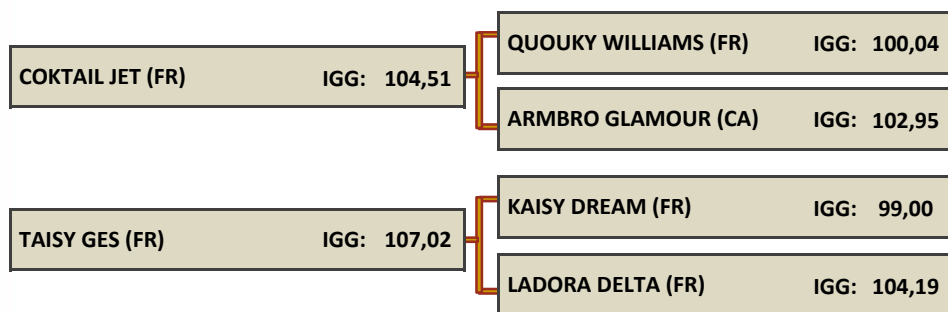 QUOUKY WILLIAMS (FR) IGG: 100,04
COKTAIL JET (FR) IGG: 104,51
ARMBRO GLAMOUR (CA) IGG: 102,95
KAISY DREAM (FR) IGG: 99,00
TAISY GES (FR) IGG: 107,02
LADORA DELTA (FR) IGG: 104,19